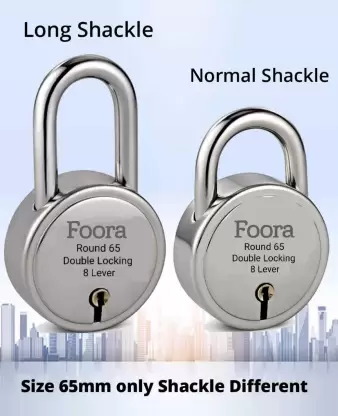 Long Shackle
Normal Shackle
Foora
Round 65
Double Locking
8 Lever
Foora
Round 65
Double Locking
8 Lever
Size 65mm only Shackle Different